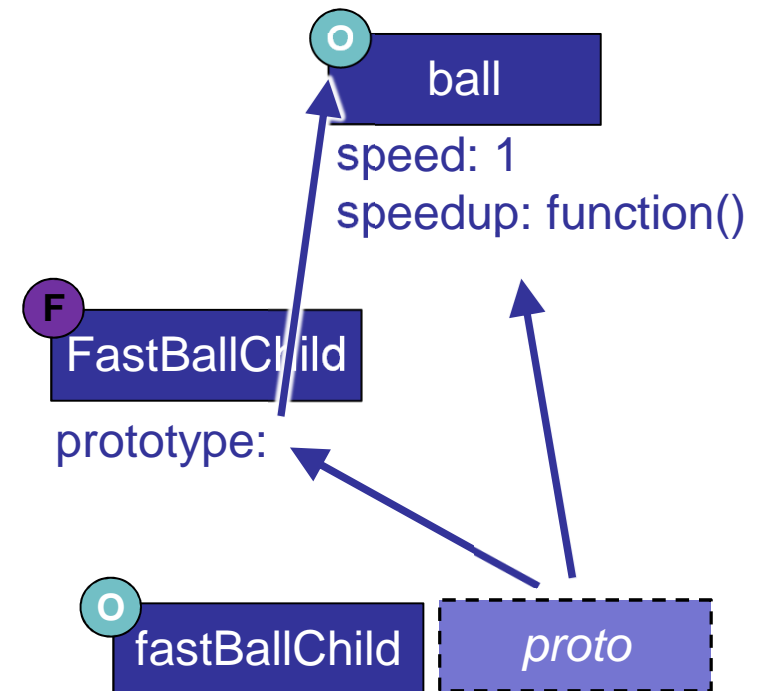 O
ball
speed: 1
speedup: function()
F
FastBallChild
prototype:
O
fastBallChild
proto